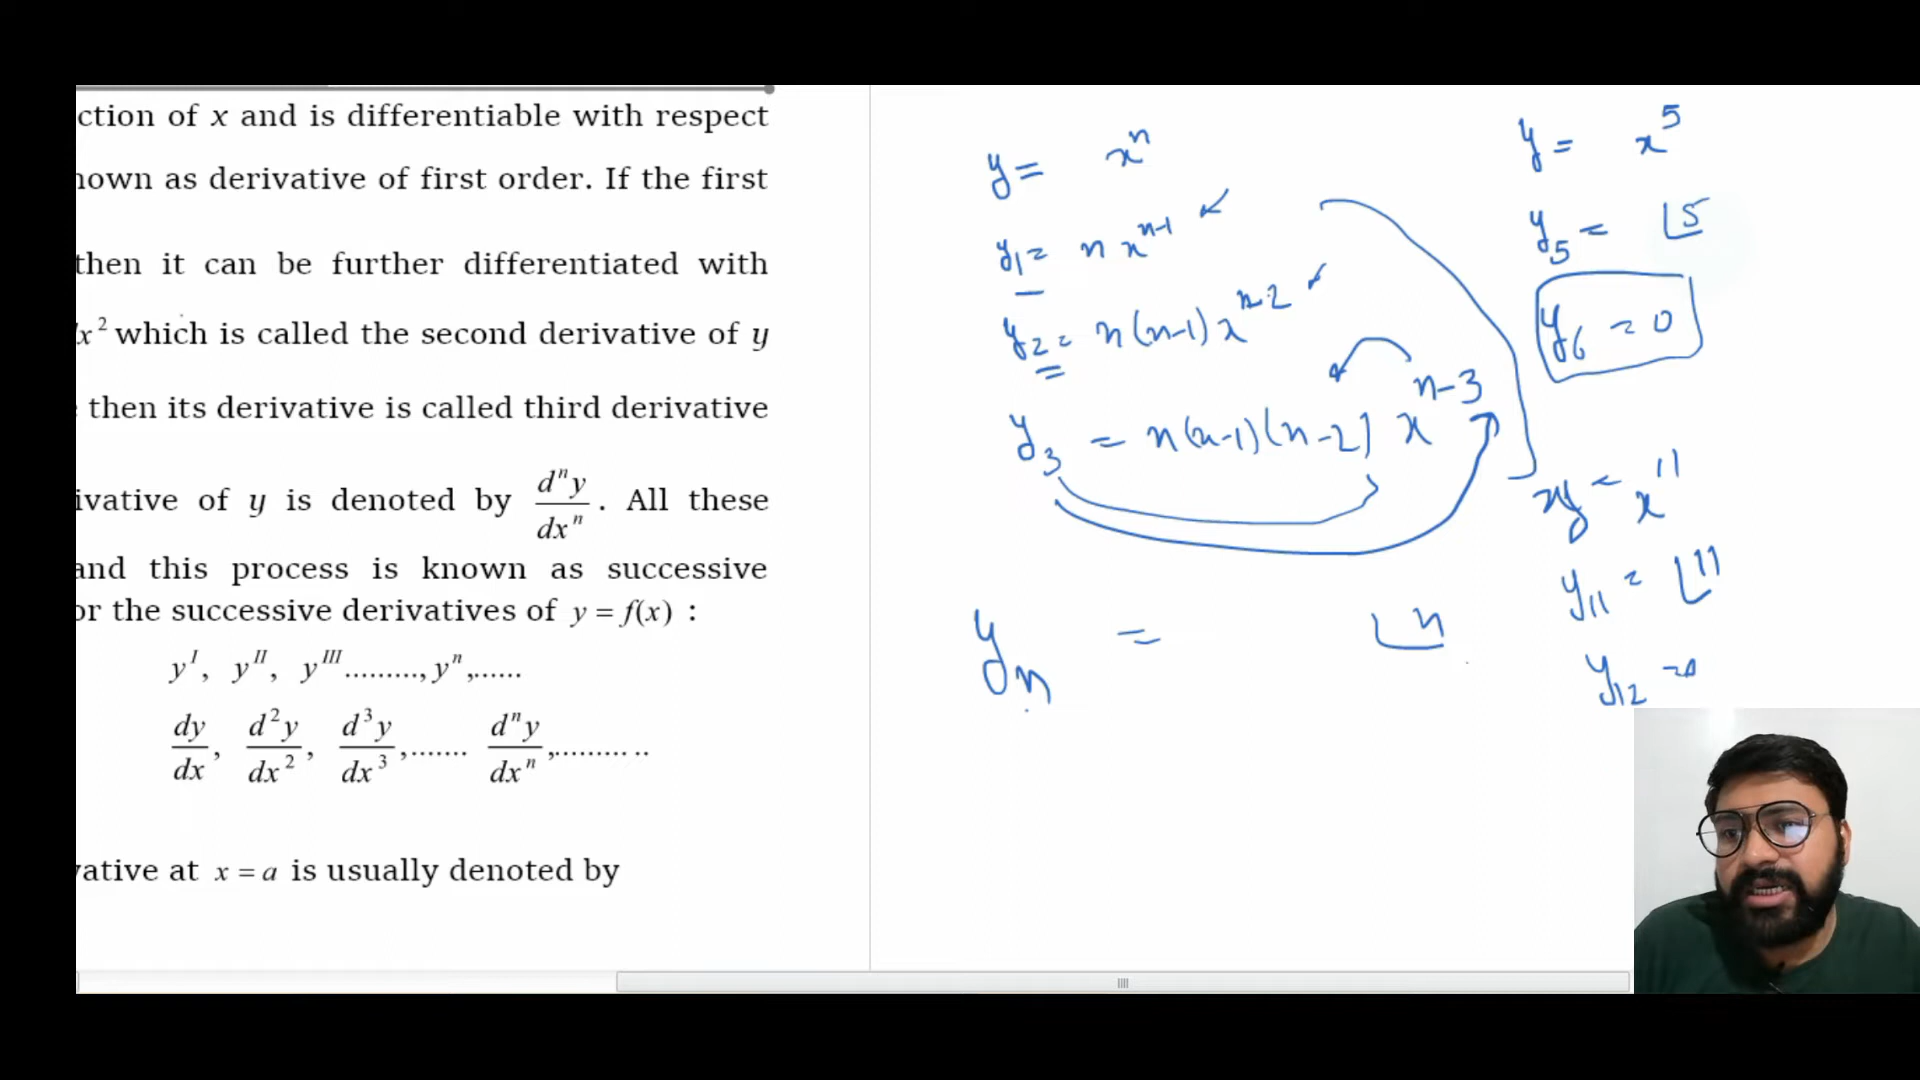 ction of x and is differentiable with respect
nown as derivative of first order. If the first
then it can be further differentiated with
x² which is called the second derivative of y
then its derivative is called third derivative
ivative of y is denoted by dⁿy/dxⁿ . All these
and this process is known as successive
or the successive derivatives of y = f(x) :
y^I, y^II, y^III ........., yⁿ,......
dy/dx, d²y/dx², d³y/dx³,....... dⁿy/dxⁿ,...........
vative at x = a is usually denoted by
y = xⁿ
y₁ = n xⁿ⁻¹
y₂ = n(n-1) xⁿ⁻²
y₃ = n(n-1)(n-2) xⁿ⁻³
yₙ = ⌊n
y = x⁵
y₅ = ⌊5
y₆ = 0
y = x¹¹
y₁₁ = ⌊11
y₁₂ = 0